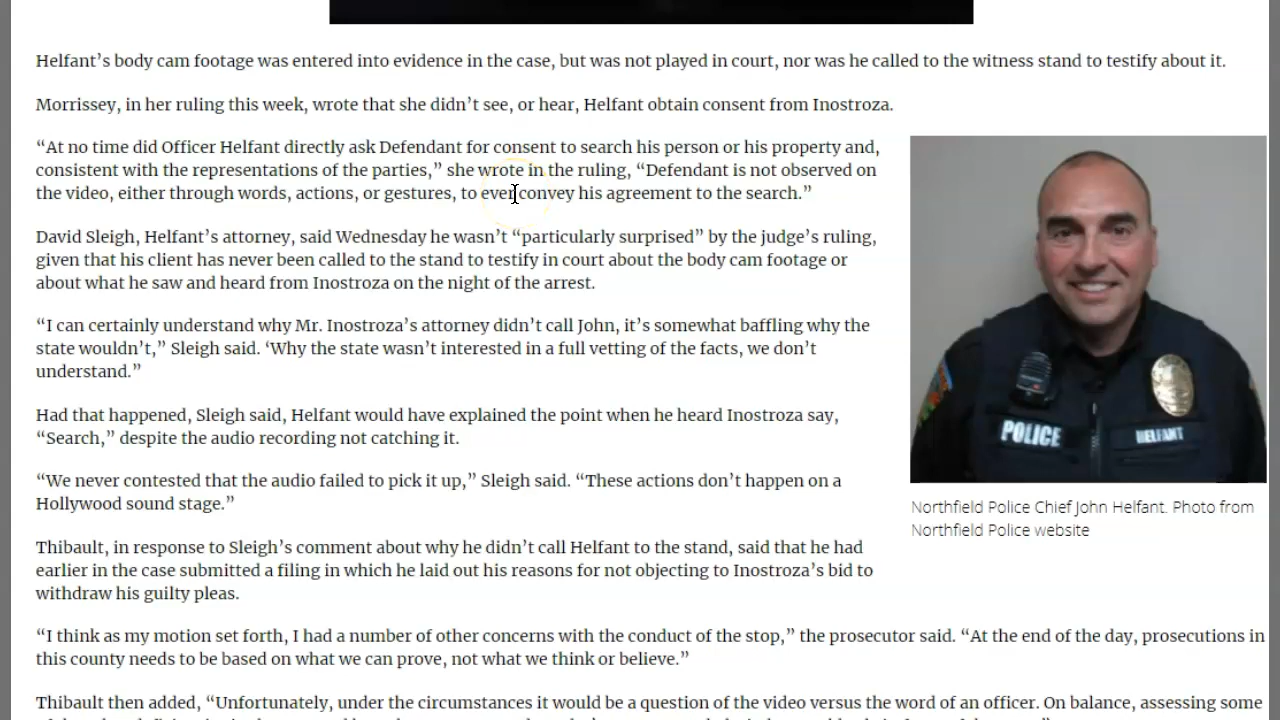 Helfant’s body cam footage was entered into evidence in the case, but was not played in court, nor was he called to the witness stand to testify about it.
Morrissey, in her ruling this week, wrote that she didn’t see, or hear, Helfant obtain consent from Inostroza.
“At no time did Officer Helfant directly ask Defendant for consent to search his person or his property and,
consistent with the representations of the parties,” she wrote in the ruling, “Defendant is not observed on
the video, either through words, actions, or gestures, to ever convey his agreement to the search.”
David Sleigh, Helfant’s attorney, said Wednesday he wasn’t “particularly surprised” by the judge’s ruling,
given that his client has never been called to the stand to testify in court about the body cam footage or
about what he saw and heard from Inostroza on the night of the arrest.
“I can certainly understand why Mr. Inostroza’s attorney didn’t call John, it’s somewhat baffling why the
state wouldn’t,” Sleigh said. ‘Why the state wasn’t interested in a full vetting of the facts, we don’t
understand.”
Had that happened, Sleigh said, Helfant would have explained the point when he heard Inostroza say,
“Search,” despite the audio recording not catching it.
“We never contested that the audio failed to pick it up,” Sleigh said. “These actions don’t happen on a
Hollywood sound stage.”
POLICE
HELFANT
Northfield Police Chief John Helfant. Photo from
Northfield Police website
Thibault, in response to Sleigh’s comment about why he didn’t call Helfant to the stand, said that he had
earlier in the case submitted a filing in which he laid out his reasons for not objecting to Inostroza’s bid to
withdraw his guilty pleas.
“I think as my motion set forth, I had a number of other concerns with the conduct of the stop,” the prosecutor said. “At the end of the day, prosecutions in
this county needs to be based on what we can prove, not what we think or believe.”
Thibault then added, “Unfortunately, under the circumstances it would be a question of the video versus the word of an officer. On balance, assessing some